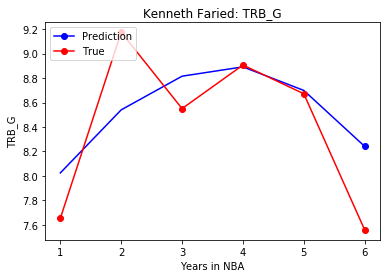 Kenneth Faried: TRB_G
Prediction
True
TRB_G
9.2
9.0
8.8
8.6
8.4
8.2
8.0
7.8
7.6
1 2 3 4 5 6
Years in NBA